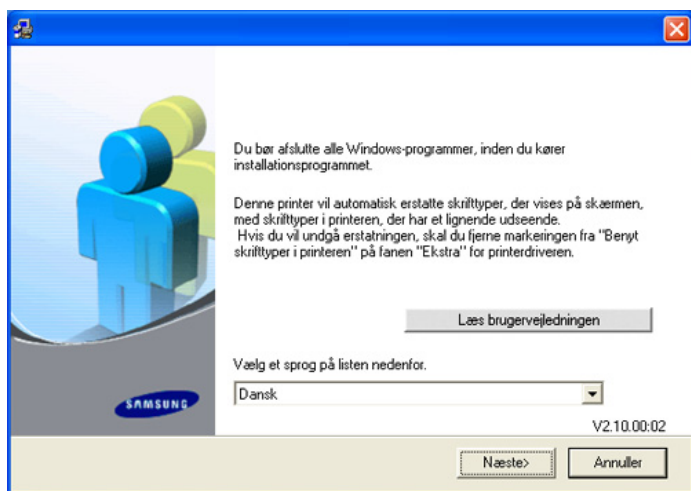 Du bør afslutte alle Windows-programmer, inden du kører
installationsprogrammet.
Denne printer vil automatisk erstatte skrifttyper, der vises på skærmen,
med skrifttyper i printeren, der har et lignende udseende.
Hvis du vil undgå erstatningen, skal du fjerne markeringen fra "Benyt
skrifttyper i printeren" på fanen "Ekstra" for printerdriveren.
Læs brugervejledningen
Vælg et sprog på listen nedenfor.
SAMSUNG
Dansk
V2.10.00:02
Næste>
Annuller